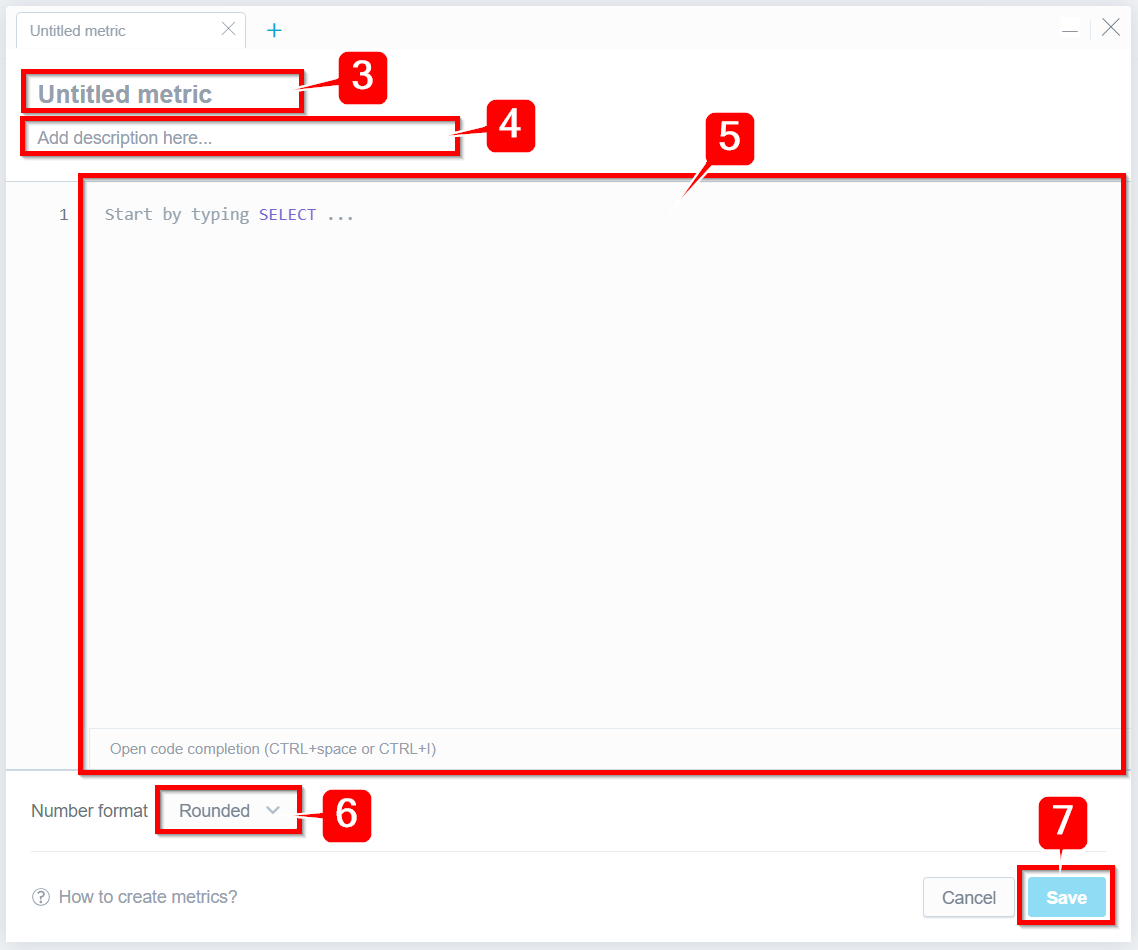 Untitled metric
Untitled metric
3
Add description here...
4
5
1 Start by typing SELECT ...
Open code completion (CTRL+space or CTRL+I)
Number format Rounded
6
7
? How to create metrics?
Cancel Save